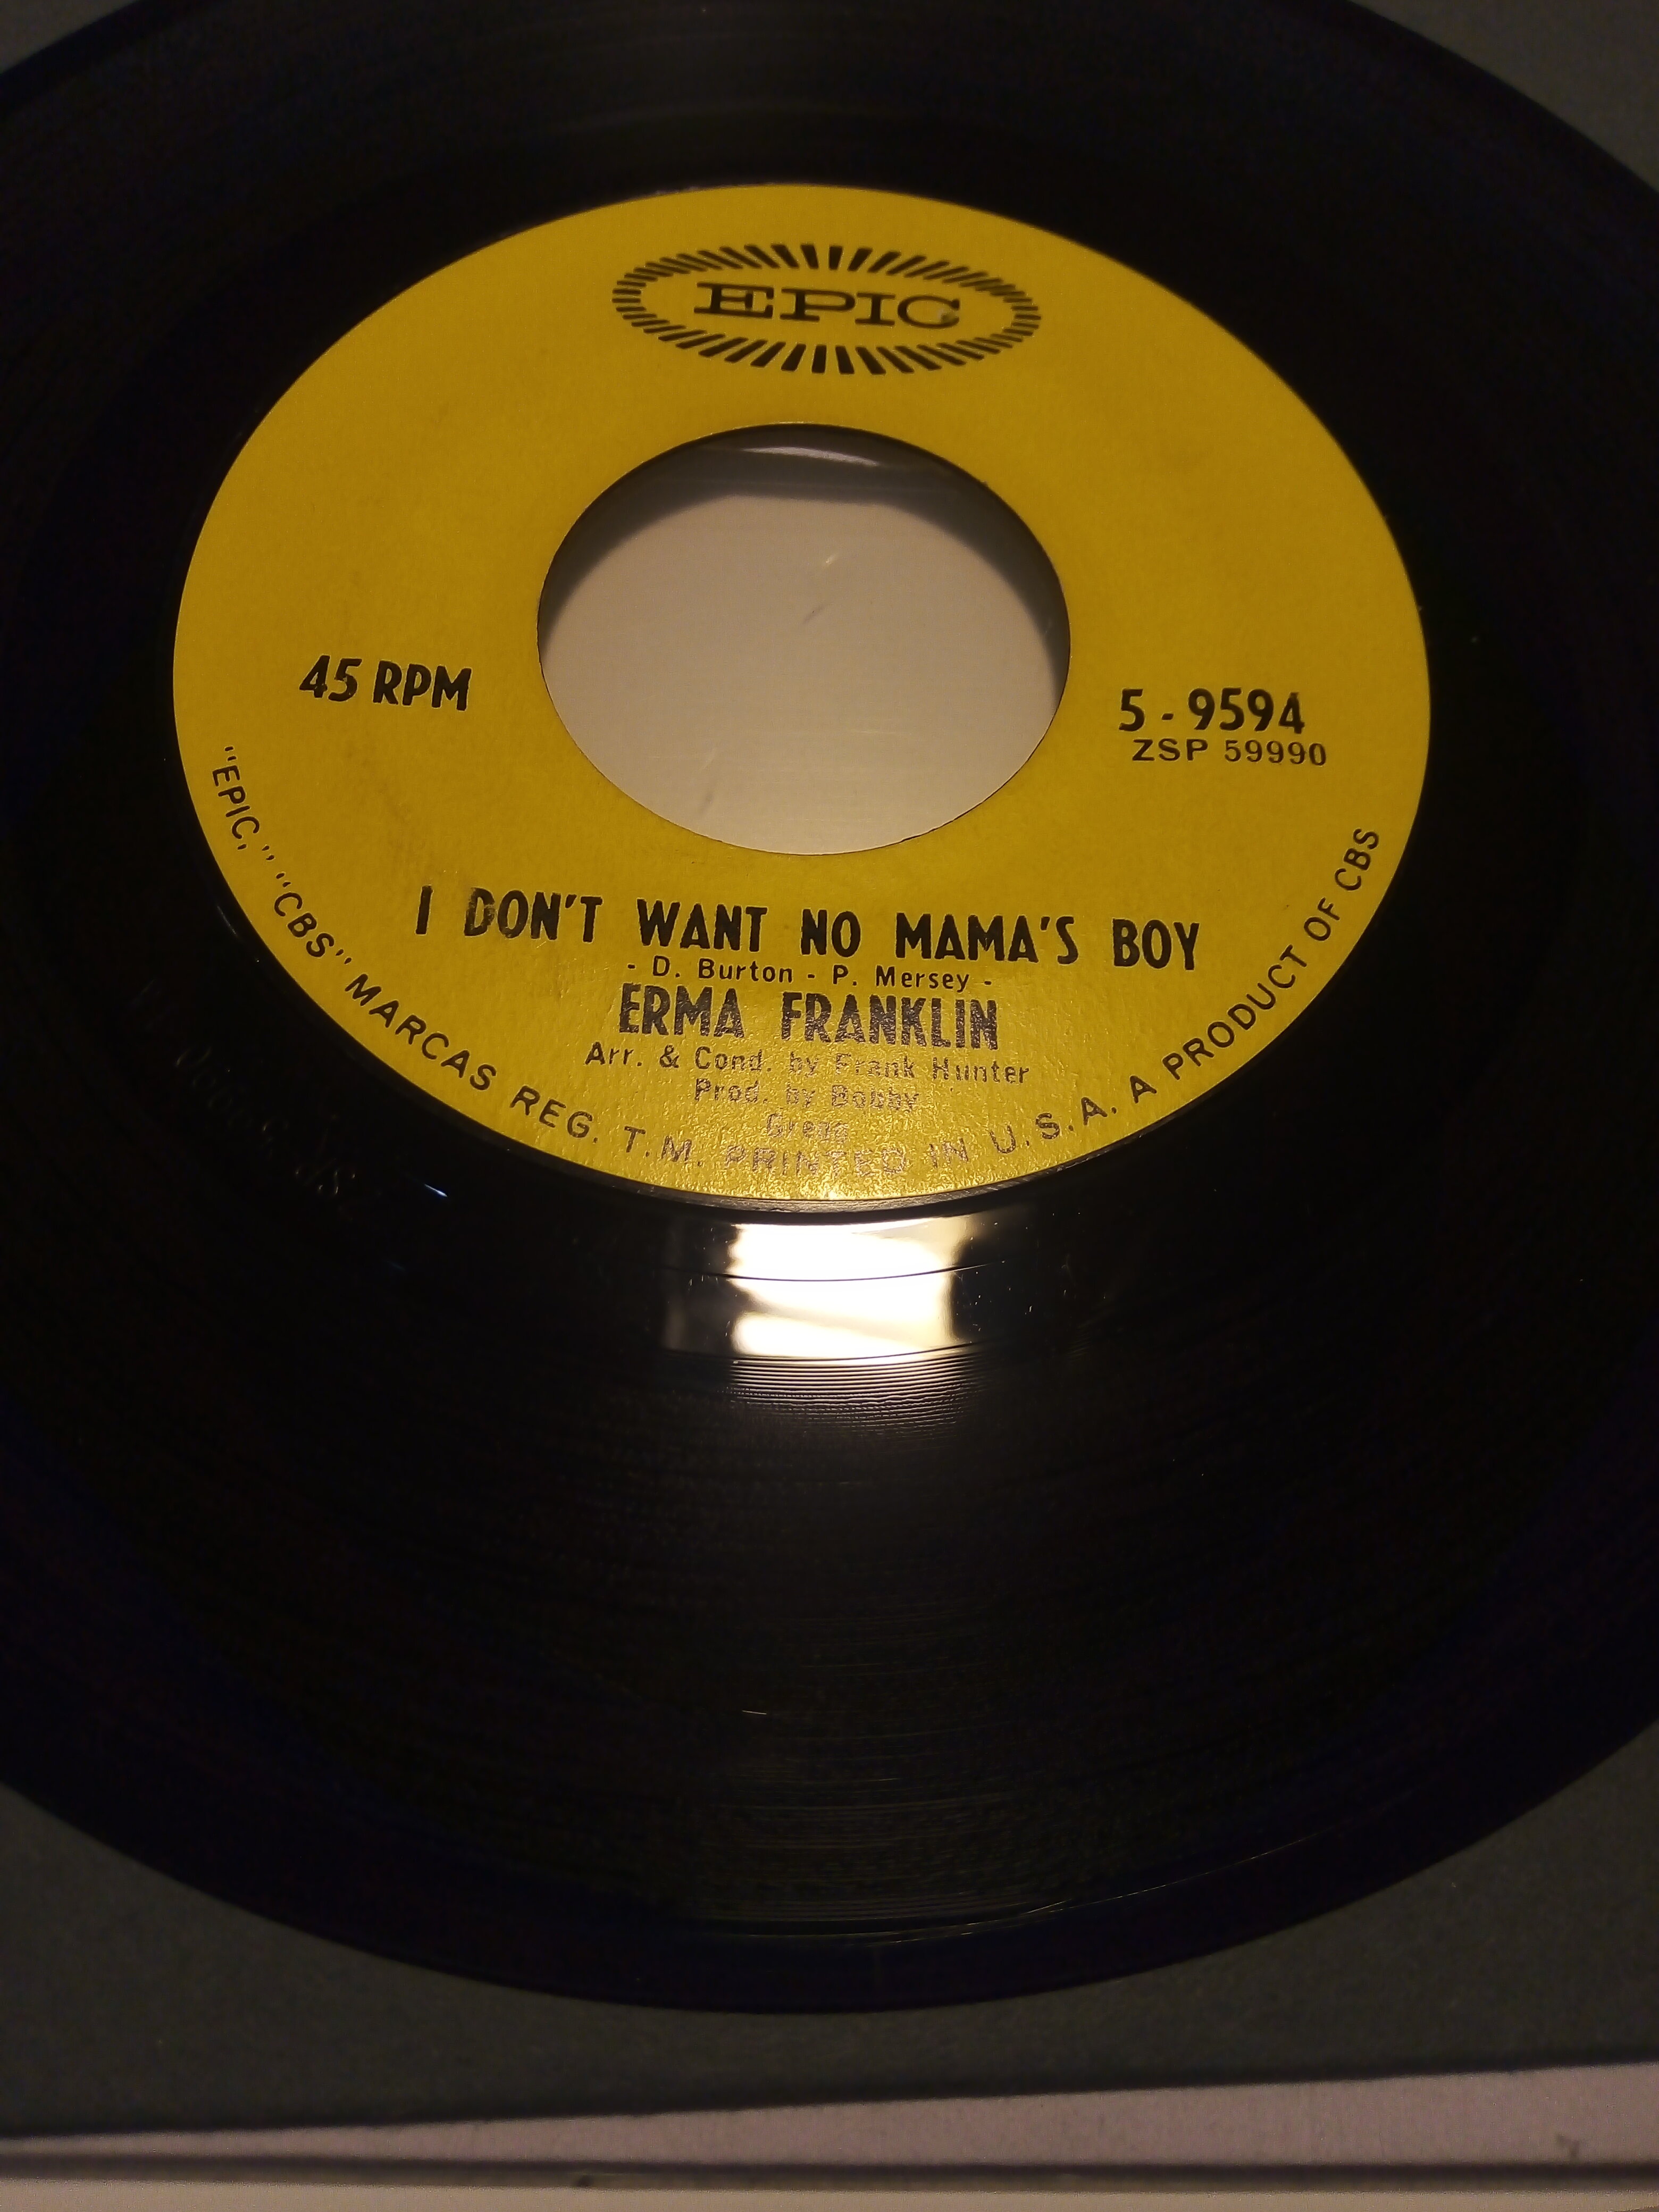 EPIC
45 RPM
5 - 9594
ZSP 59990
I DON'T WANT NO MAMA'S BOY
- D. Burton - P. Mersey -
ERMA FRANKLIN
Arr. & Cond. by Frank Hunter
Prod. by Bobby
Gregg
"EPIC," "CBS" MARCAS REG. T.M. PRINTED IN U.S.A. A PRODUCT OF CBS